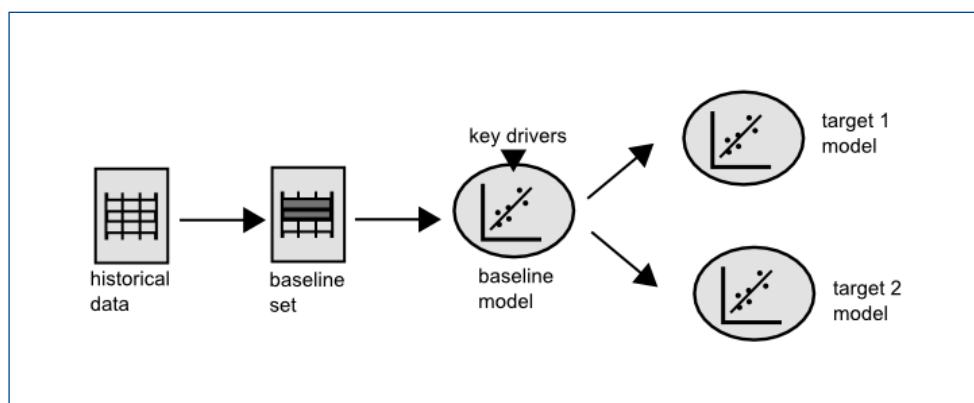 key drivers
historical
data
baseline
set
baseline
model
target 1
model
target 2
model